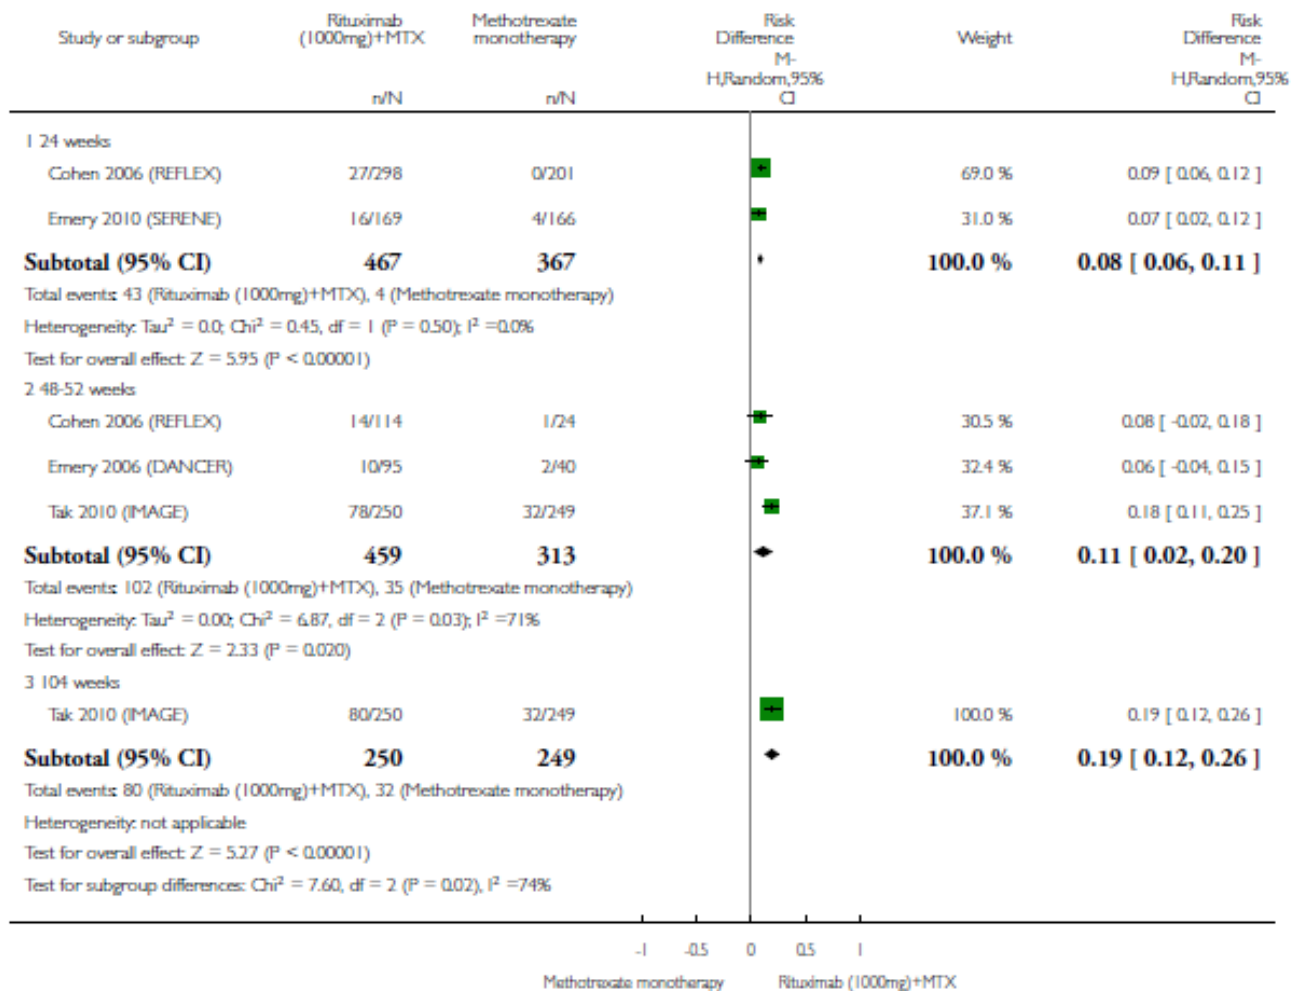 Study or subgroup Rituximab (1000mg)+MTX Methotrexate monotherapy Risk Difference Weight Risk Difference
M-H,Random,95% CI M-H,Random,95% CI
n/N n/N
1 24 weeks
Cohen 2006 (REFLEX) 27/298 0/201 69.0 % 0.09 [ 0.06, 0.12 ]
Emery 2010 (SERENE) 16/169 4/166 31.0 % 0.07 [ 0.02, 0.12 ]
Subtotal (95% CI) 467 367 100.0 % 0.08 [ 0.06, 0.11 ]
Total events: 43 (Rituximab (1000mg)+MTX), 4 (Methotrexate monotherapy)
Heterogeneity: Tau² = 0.0; Chi² = 0.45, df = 1 (P = 0.50); I² =0.0%
Test for overall effect: Z = 5.95 (P < 0.00001)
2 48-52 weeks
Cohen 2006 (REFLEX) 14/114 1/24 30.5 % 0.08 [ -0.02, 0.18 ]
Emery 2006 (DANCER) 10/95 2/40 32.4 % 0.06 [ -0.04, 0.15 ]
Tak 2010 (IMAGE) 78/250 32/249 37.1 % 0.18 [ 0.11, 0.25 ]
Subtotal (95% CI) 459 313 100.0 % 0.11 [ 0.02, 0.20 ]
Total events: 102 (Rituximab (1000mg)+MTX), 35 (Methotrexate monotherapy)
Heterogeneity: Tau² = 0.00; Chi² = 6.87, df = 2 (P = 0.03); I² =71%
Test for overall effect: Z = 2.33 (P = 0.020)
3 104 weeks
Tak 2010 (IMAGE) 80/250 32/249 100.0 % 0.19 [ 0.12, 0.26 ]
Subtotal (95% CI) 250 249 100.0 % 0.19 [ 0.12, 0.26 ]
Total events: 80 (Rituximab (1000mg)+MTX), 32 (Methotrexate monotherapy)
Heterogeneity: not applicable
Test for overall effect: Z = 5.27 (P < 0.00001)
Test for subgroup differences: Chi² = 7.60, df = 2 (P = 0.02), I² =74%
-1 -0.5 0 0.5 1
Methotrexate monotherapy Rituximab (1000mg)+MTX